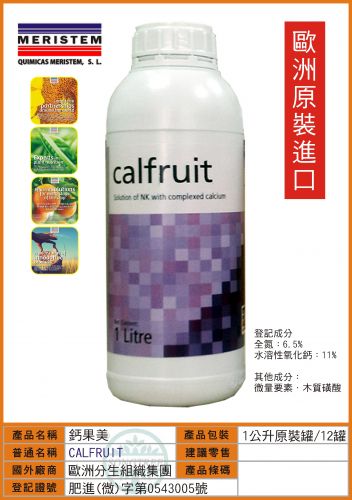 MERISTEM
QUIMICAS MERISTEM, S. L.
歐洲原裝進口
calfruit
Solution of NK with complexed calcium
1 Litre
登記成分
全氮：6.5%
水溶性氧化鈣：11%
其他成分：
微量要素．木質磺酸
產品名稱 鈣果美 產品包裝 1公升原裝罐/12罐
普通名稱 CALFRUIT 建議零售
國外廠商 歐洲分生組織集團 產品條碼
登記證號 肥進(微)字第0543005號